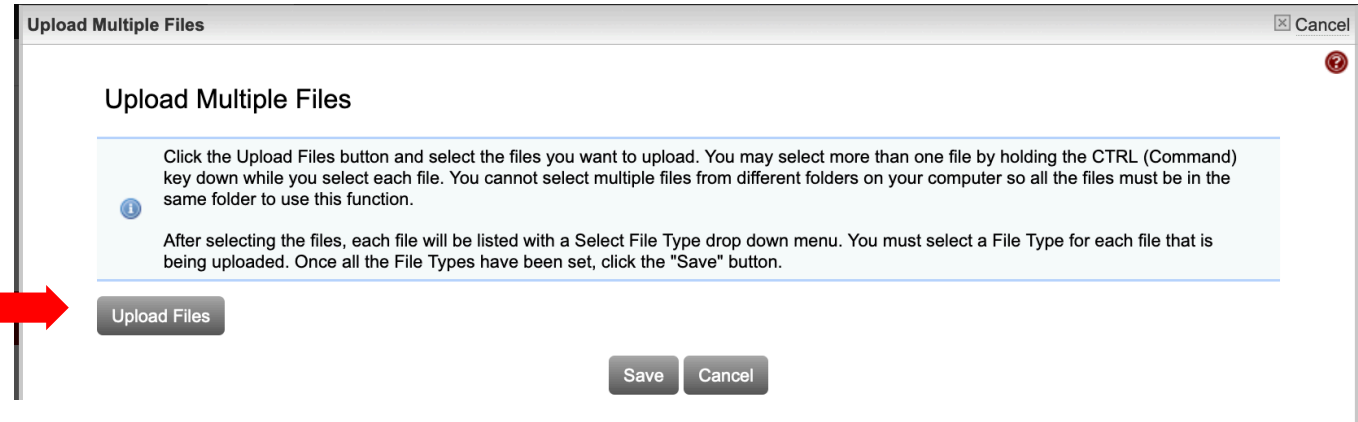 Upload Multiple Files
Cancel
Upload Multiple Files
Click the Upload Files button and select the files you want to upload. You may select more than one file by holding the CTRL (Command)
key down while you select each file. You cannot select multiple files from different folders on your computer so all the files must be in the
same folder to use this function.
After selecting the files, each file will be listed with a Select File Type drop down menu. You must select a File Type for each file that is
being uploaded. Once all the File Types have been set, click the "Save" button.
Upload Files
Save Cancel